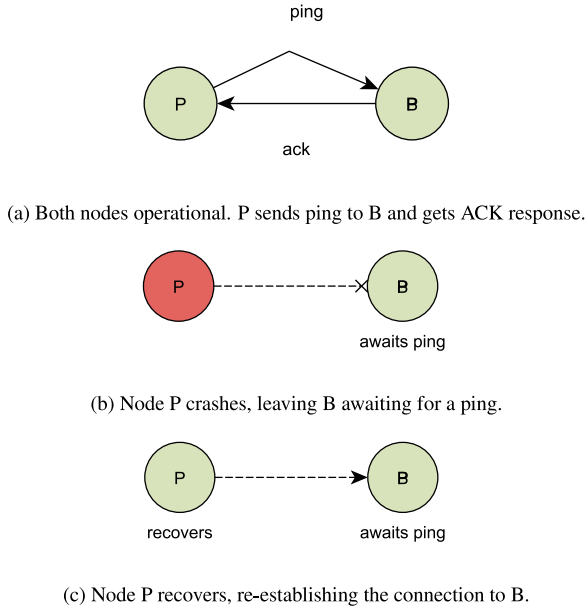 ping
P
B
ack
(a) Both nodes operational. P sends ping to B and gets ACK response.
P
B
awaits ping
(b) Node P crashes, leaving B awaiting for a ping.
P
B
recovers
awaits ping
(c) Node P recovers, re-establishing the connection to B.